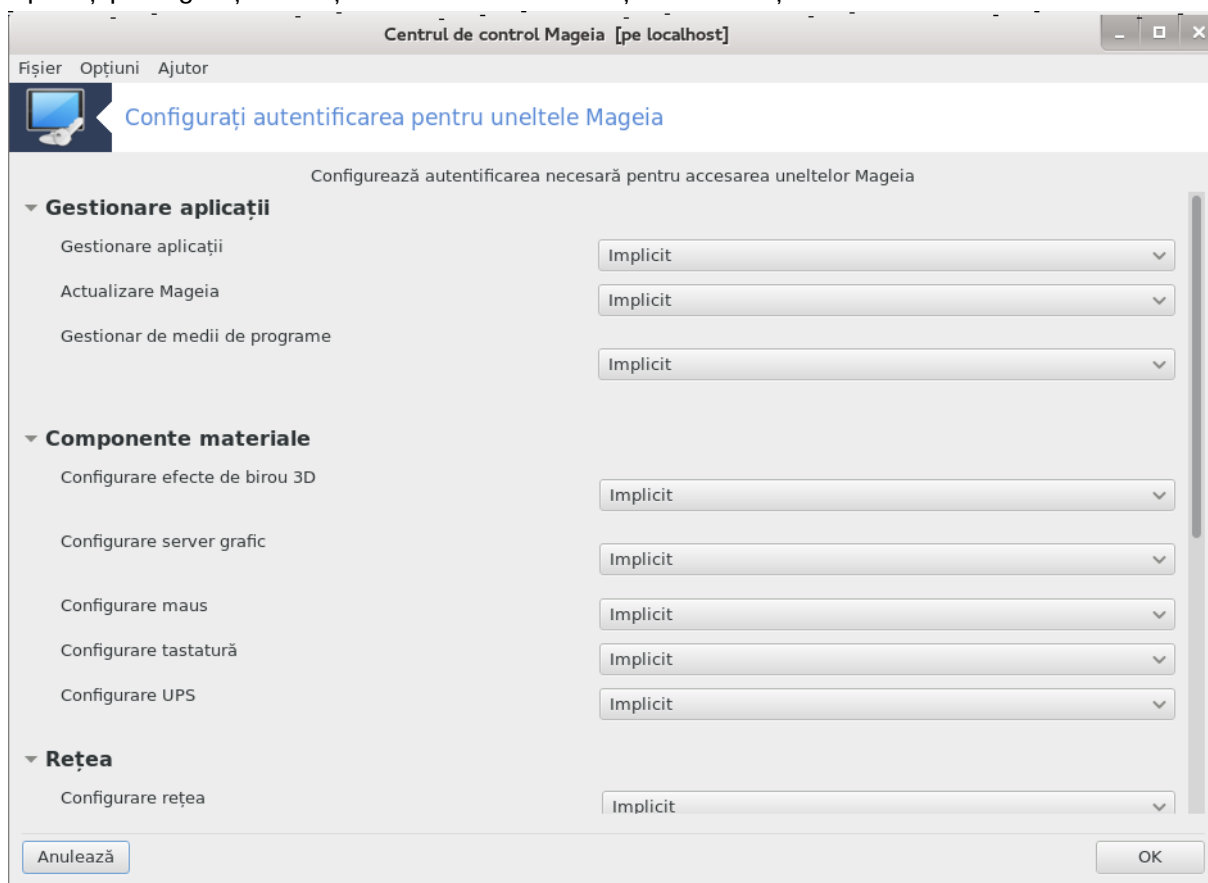 Centrul de control Mageia [pe localhost]
Fișier Opțiuni Ajutor
Configurați autentificarea pentru uneltele Mageia
Configurează autentificarea necesară pentru accesarea uneltelor Mageia
Gestionare aplicații
Gestionare aplicații Implicit
Actualizare Mageia Implicit
Gestionar de medii de programe Implicit
Componente materiale
Configurare efecte de birou 3D Implicit
Configurare server grafic Implicit
Configurare maus Implicit
Configurare tastatură Implicit
Configurare UPS Implicit
Rețea
Configurare rețea Implicit
Anulează OK